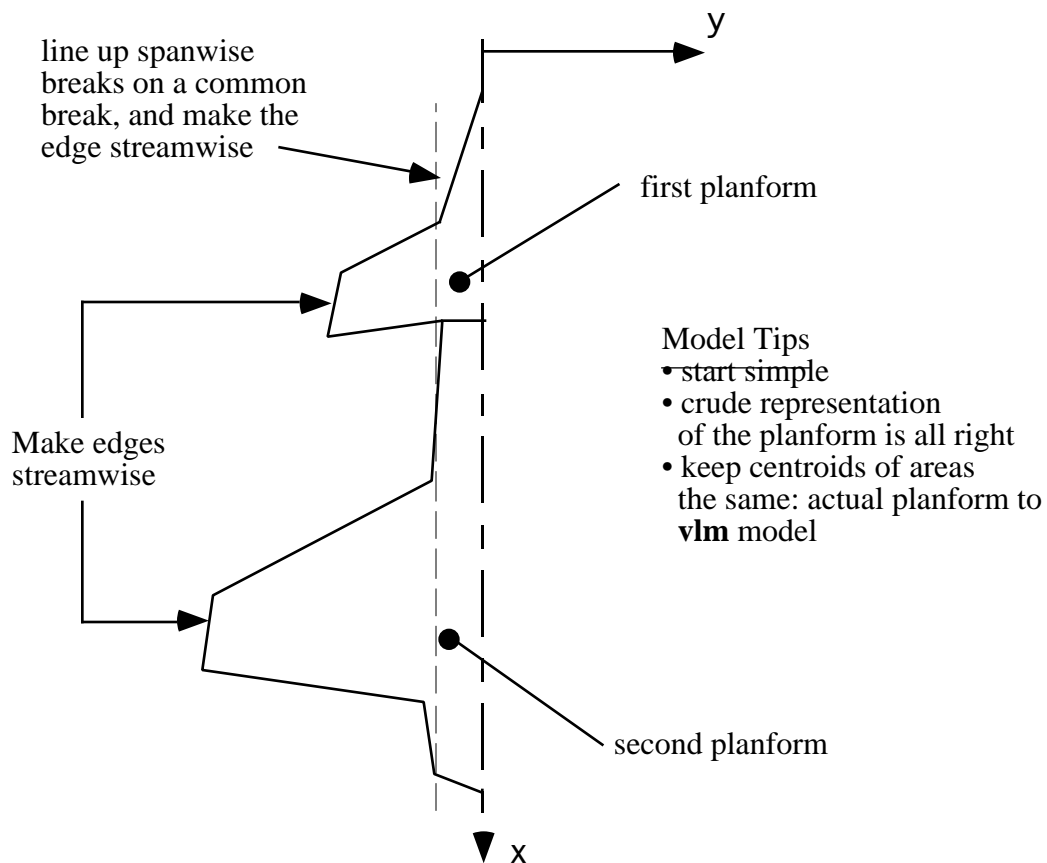 y
line up spanwise
breaks on a common
break, and make the
edge streamwise
first planform
Model Tips
• start simple
• crude representation
of the planform is all right
• keep centroids of areas
the same: actual planform to
vlm model
Make edges
streamwise
second planform
x